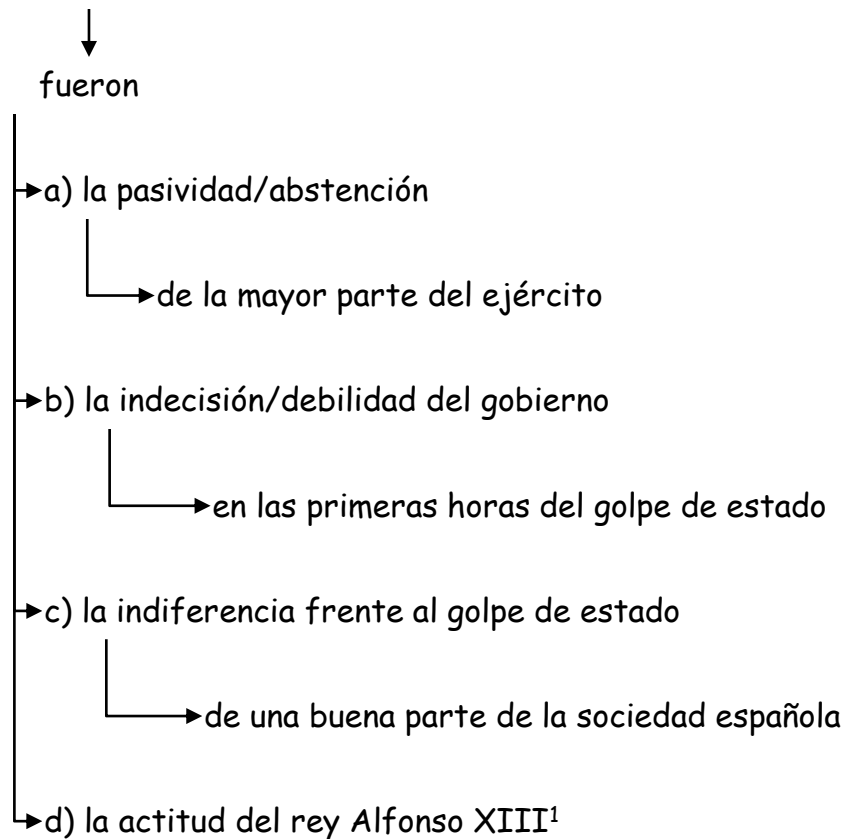 fueron
a) la pasividad/abstención
de la mayor parte del ejército
b) la indecisión/debilidad del gobierno
en las primeras horas del golpe de estado
c) la indiferencia frente al golpe de estado
de una buena parte de la sociedad española
d) la actitud del rey Alfonso XIII¹